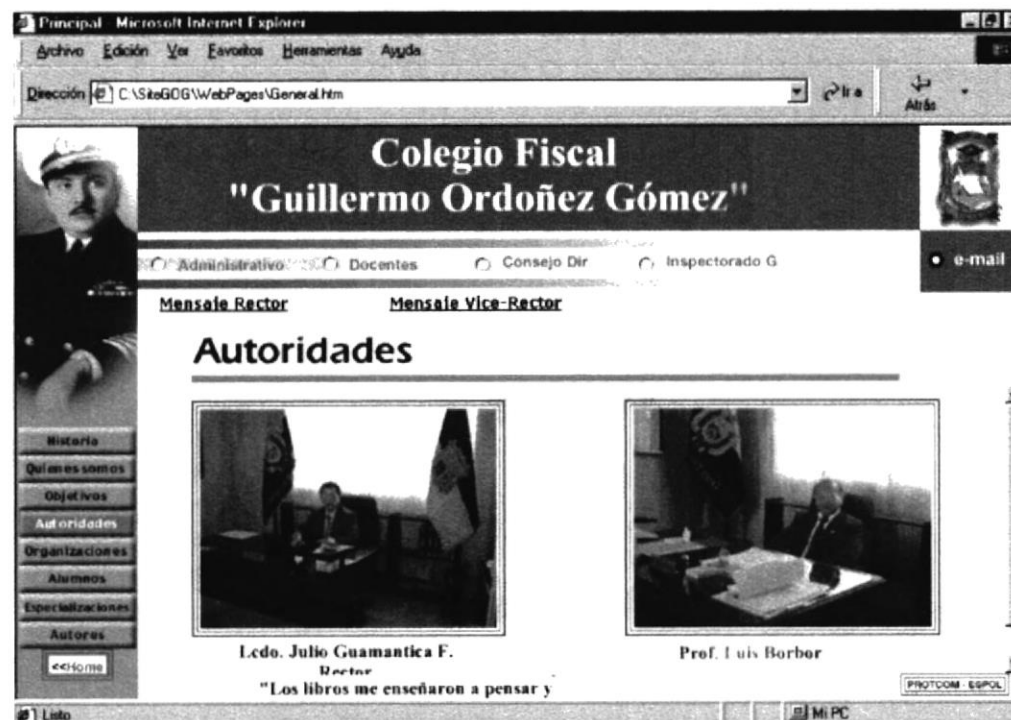 Principal - Microsoft Internet Explorer
Archivo Edición Ver Favoritos Herramientas Ayuda
Dirección C:\SiteGOG\WebPages\General.htm Ir a Atrás
Colegio Fiscal
"Guillermo Ordoñez Gómez"
Administrativo Docentes Consejo Dir Inspectorado G
e-mail
Mensaje Rector Mensaje Vice-Rector
Autoridades
Historia
Quienes somos
Objetivos
Autoridades
Organizaciones
Alumnos
Especializaciones
Autores
<<Home
Lcdo. Julio Guamantica F.
Rector
Prof. Luis Borbor
"Los libros me enseñaron a pensar y
PROTCOM - ESPOL
Listo Mi PC